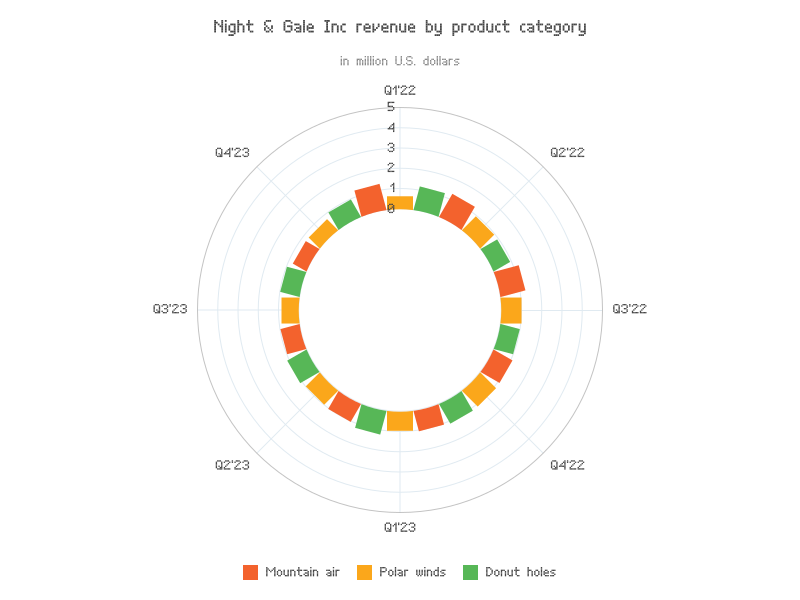 Night & Gale Inc revenue by product category
in million U.S. dollars
Q1'22
5
4
3
2
1
0
Q2'22
Q3'22
Q4'22
Q1'23
Q2'23
Q3'23
Q4'23
Mountain air
Polar winds
Donut holes